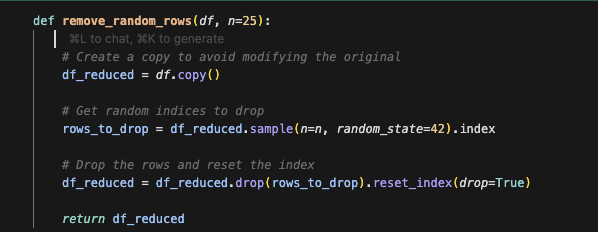 def remove_random_rows(df, n=25):
⌘L to chat, ⌘K to generate
# Create a copy to avoid modifying the original
df_reduced = df.copy()
# Get random indices to drop
rows_to_drop = df_reduced.sample(n=n, random_state=42).index
# Drop the rows and reset the index
df_reduced = df_reduced.drop(rows_to_drop).reset_index(drop=True)
return df_reduced